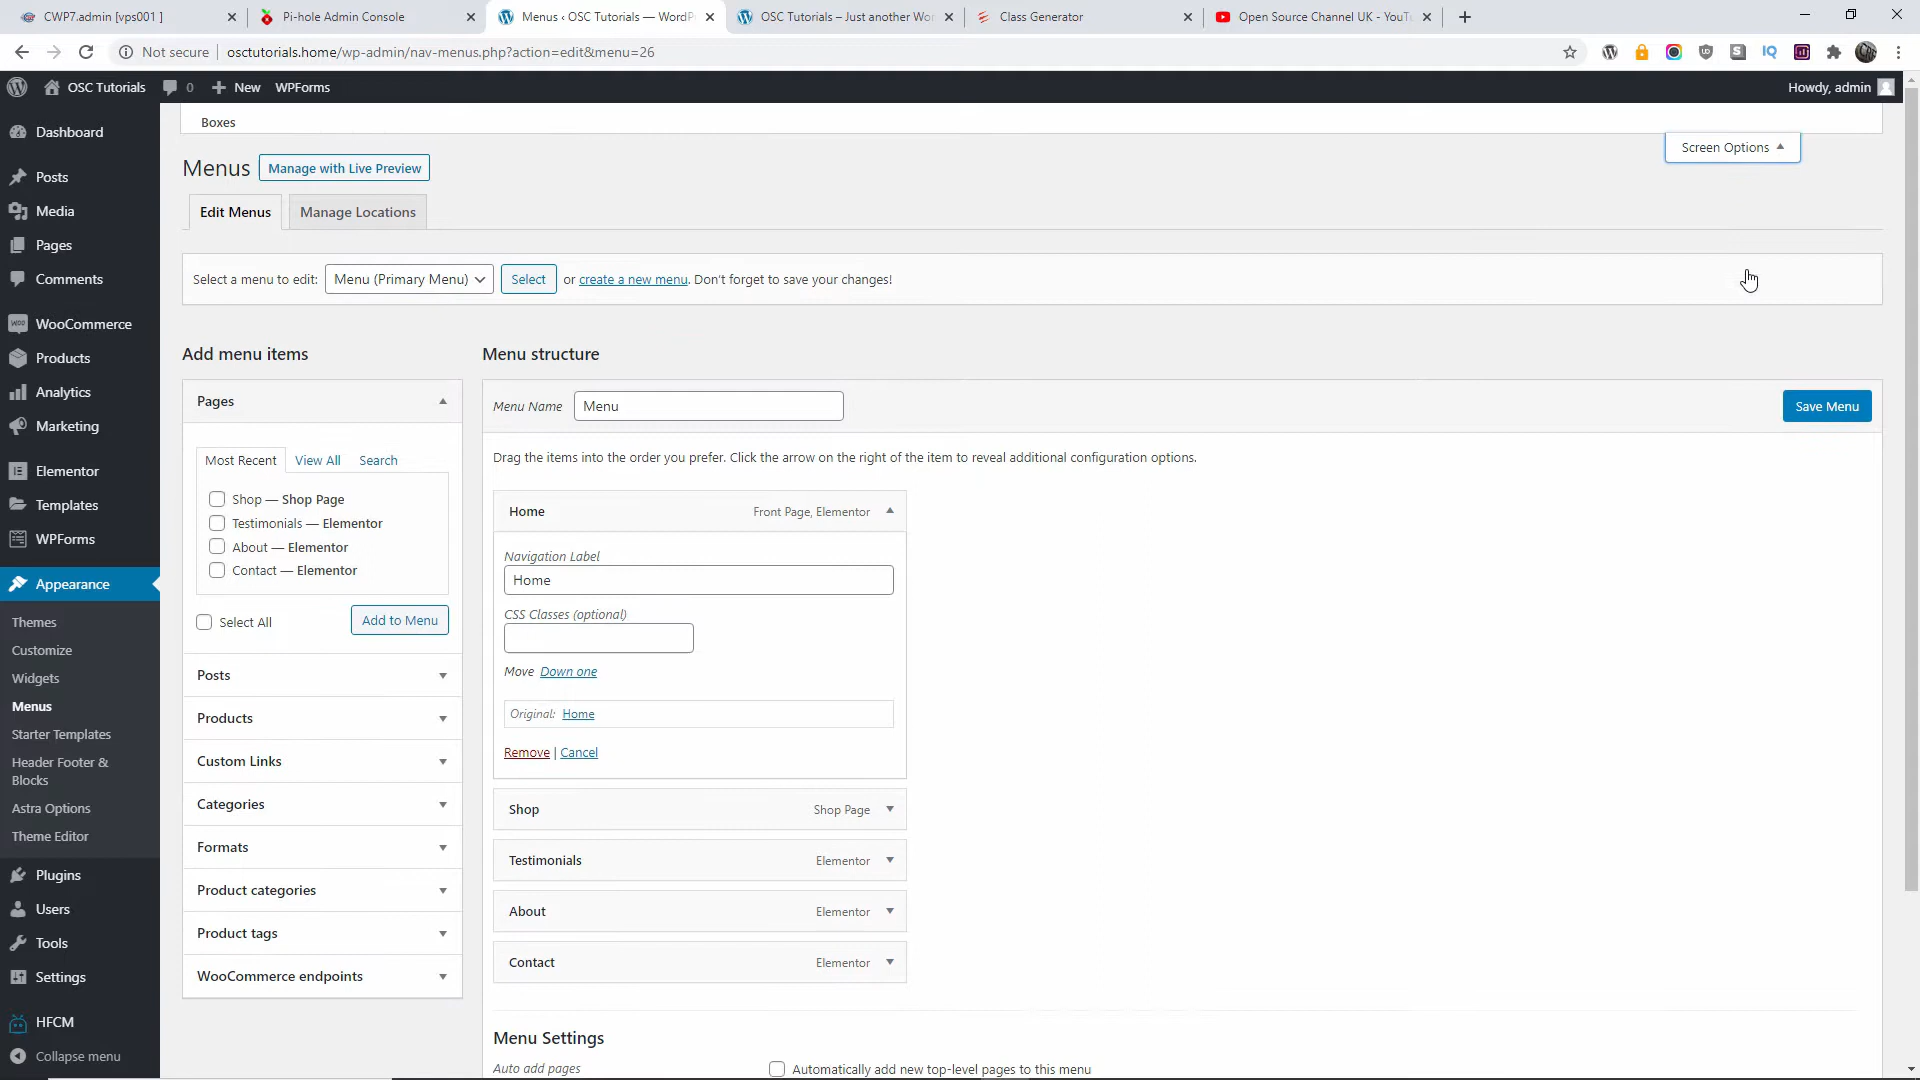 CWP7.admin [vps001 ]
Pi-hole Admin Console
Menus ‹ OSC Tutorials — WordP
OSC Tutorials – Just another Wo
Class Generator
Open Source Channel UK - YouTu
Not secure
osctutorials.home/wp-admin/nav-menus.php?action=edit&menu=26
OSC Tutorials
0
New
WPForms
Howdy, admin
Dashboard
Posts
Media
Pages
Comments
WooCommerce
Products
Analytics
Marketing
Elementor
Templates
WPForms
Appearance
Themes
Customize
Widgets
Menus
Starter Templates
Header Footer &
Blocks
Astra Options
Theme Editor
Plugins
Users
Tools
Settings
HFCM
Collapse menu
Boxes
Screen Options
Menus
Manage with Live Preview
Edit Menus
Manage Locations
Select a menu to edit:
Menu (Primary Menu)
Select
or create a new menu. Don’t forget to save your changes!
Add menu items
Pages
Most Recent
View All
Search
Shop — Shop Page
Testimonials — Elementor
About — Elementor
Contact — Elementor
Select All
Add to Menu
Posts
Products
Custom Links
Categories
Formats
Product categories
Product tags
WooCommerce endpoints
Menu structure
Menu Name
Menu
Save Menu
Drag the items into the order you prefer. Click the arrow on the right of the item to reveal additional configuration options.
Home
Front Page, Elementor
Navigation Label
Home
CSS Classes (optional)
Move Down one
Original: Home
Remove | Cancel
Shop
Shop Page
Testimonials
Elementor
About
Elementor
Contact
Elementor
Menu Settings
Auto add pages
Automatically add new top-level pages to this menu